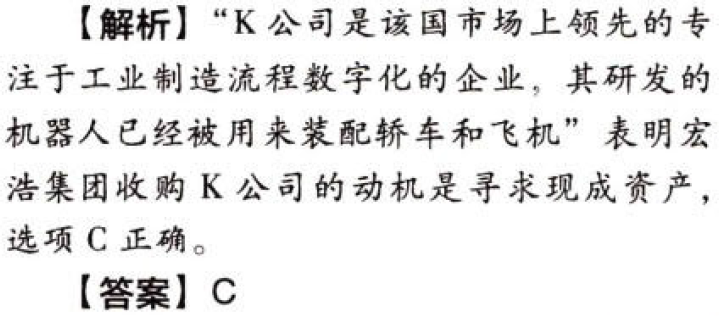 【解析】“K 公司是该国市场上领先的专
注于工业制造流程数字化的企业，其研发的
机器人已经被用来装配轿车和飞机”表明宏
浩集团收购 K 公司的动机是寻求现成资产，
选项 C 正确。
【答案】C